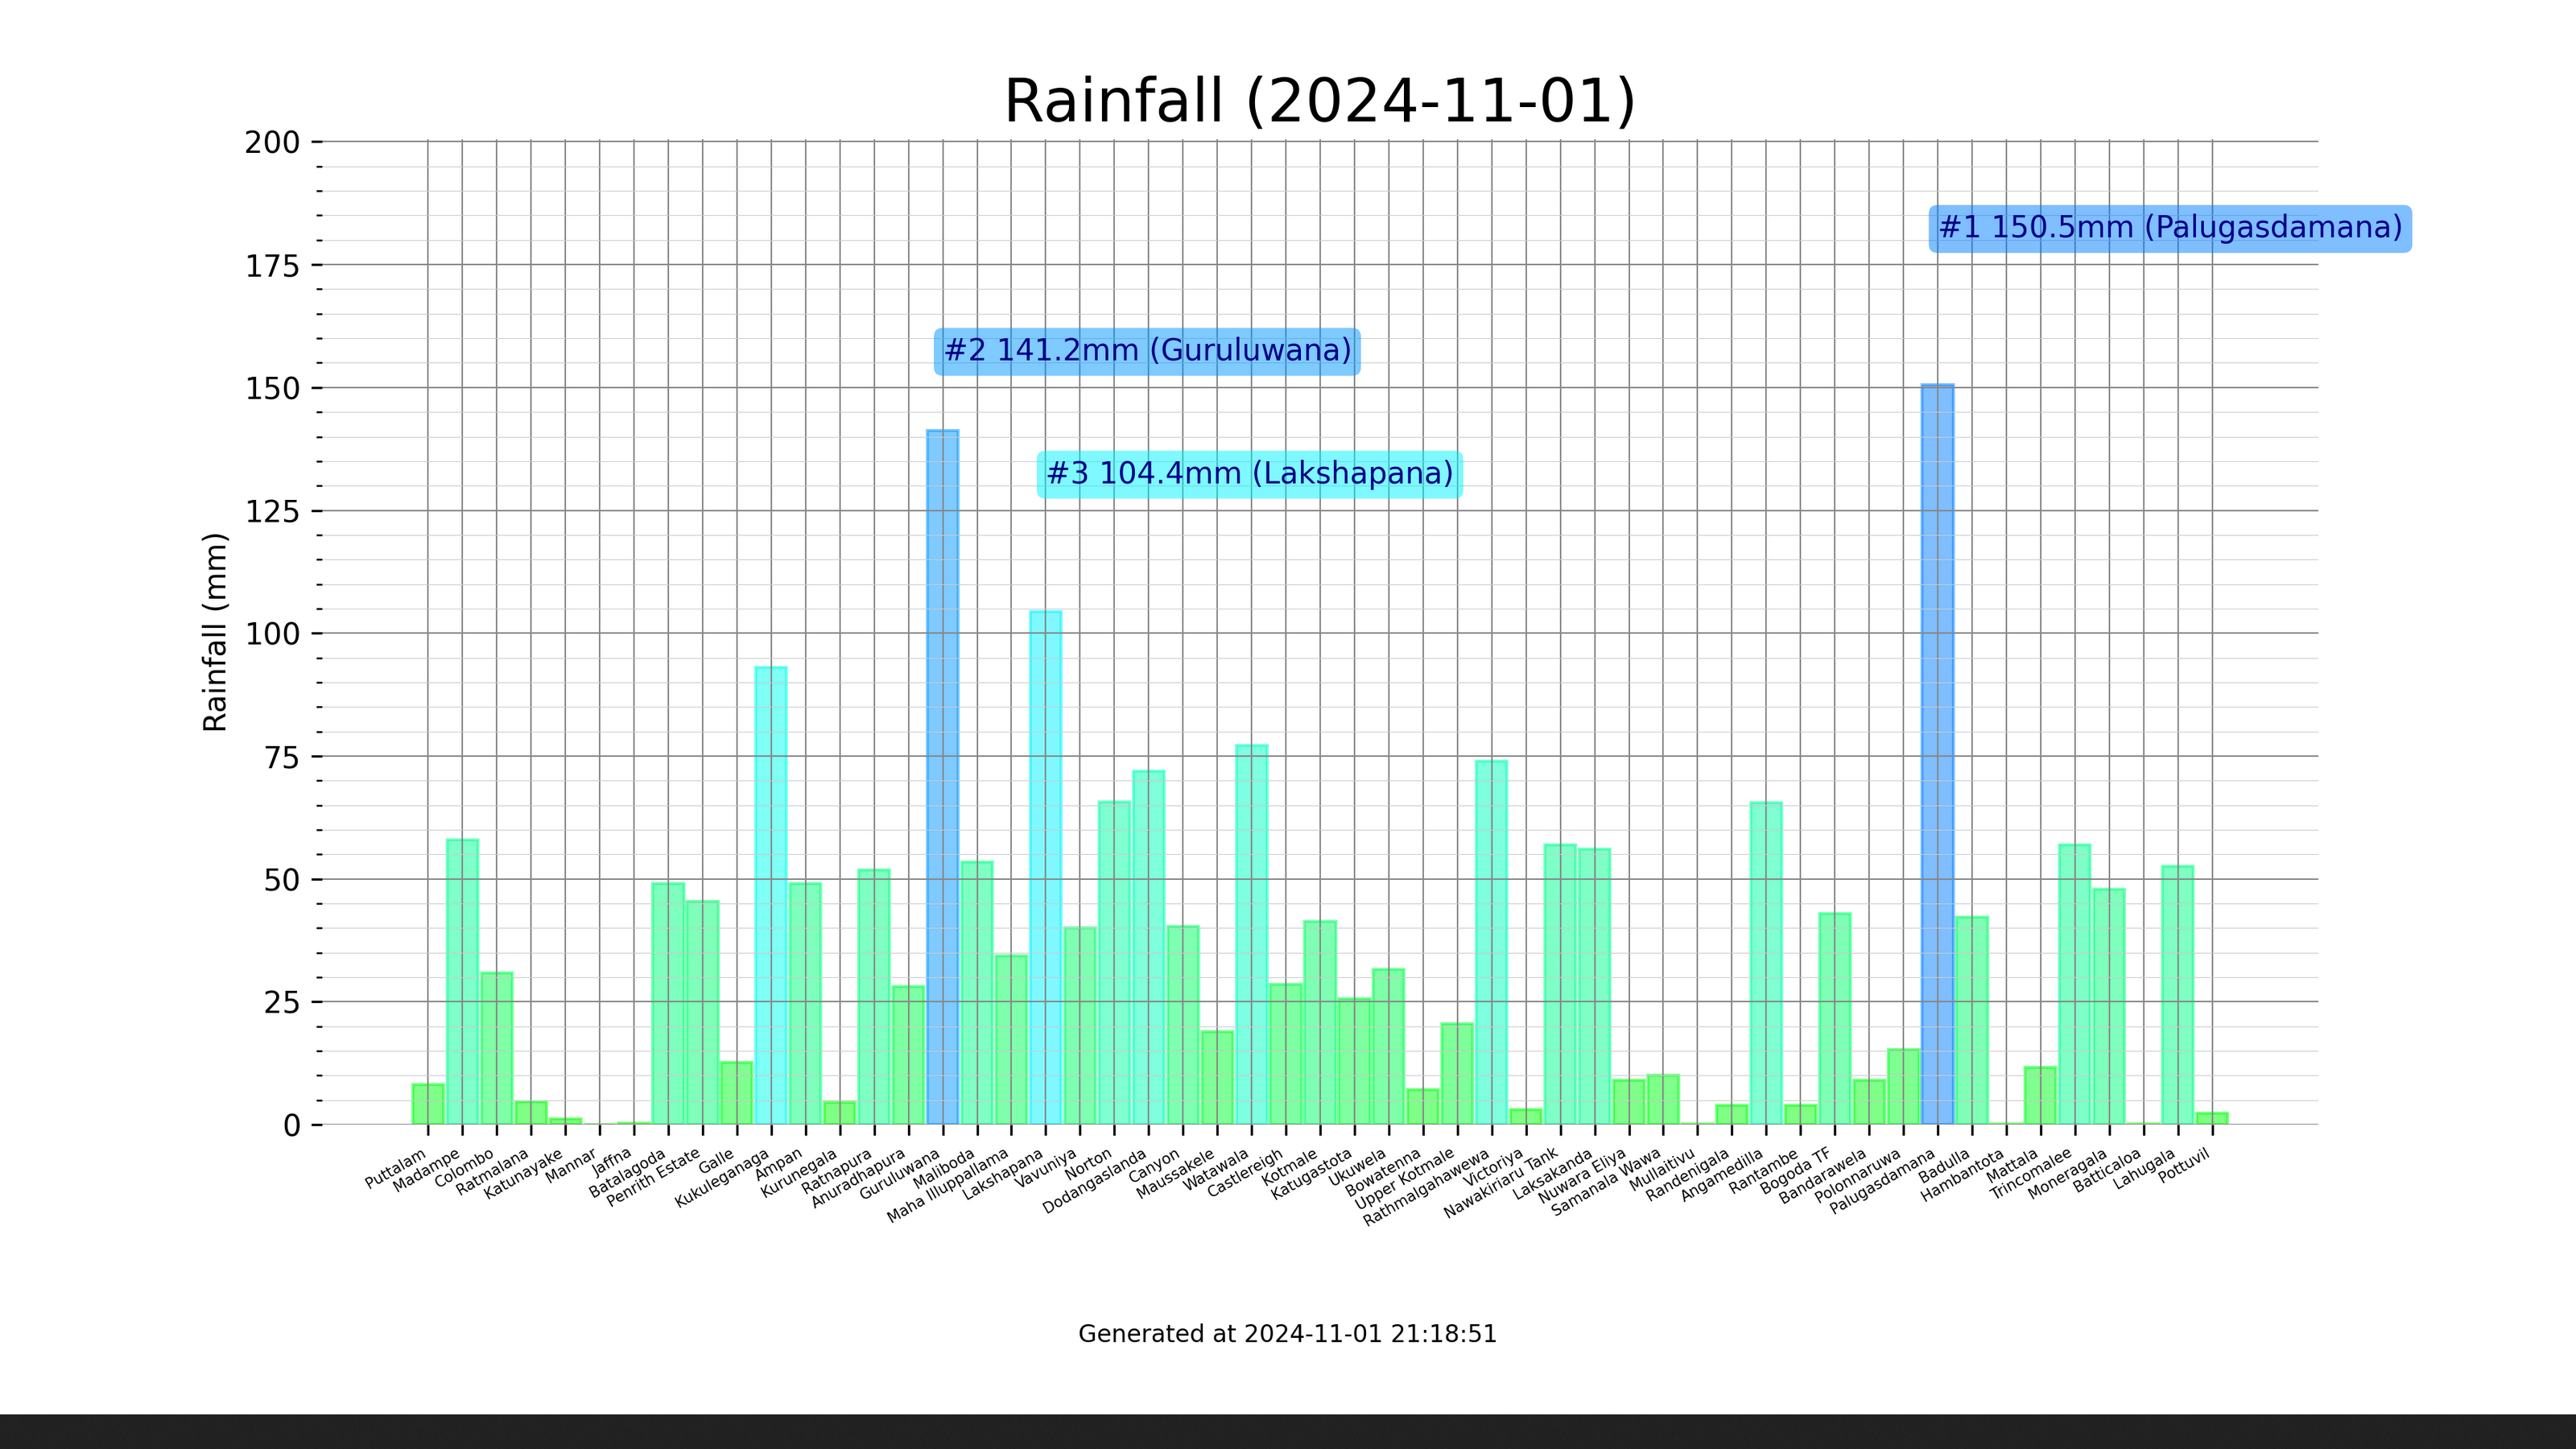 Rainfall (2024-11-01)
200
175
150
125
100
75
50
25
0
Rainfall (mm)
#1 150.5mm (Palugasdamana)
#2 141.2mm (Guruluwana)
#3 104.4mm (Lakshapana)
Puttalam
Madampe
Colombo
Ratmalana
Katunayake
Mannar
Jaffna
Batalagoda
Penrith Estate
Galle
Kukuleganaga
Ampan
Kurunegala
Ratnapura
Anuradhapura
Guruluwana
Maliboda
Maha Illuppallama
Lakshapana
Vavuniya
Norton
Dodangaslanda
Canyon
Maussakele
Watawala
Castlereigh
Kotmale
Katugastota
Ukuwela
Bowatenna
Upper Kotmale
Rathmalgahawewa
Victoriya
Nawakiriaru Tank
Laksakanda
Nuwara Eliya
Samanala Wawa
Mullaitivu
Randenigala
Angamedilla
Rantambe
Bogoda TF
Bandarawela
Polonnaruwa
Palugasdamana
Badulla
Hambantota
Mattala
Trincomalee
Moneragala
Batticaloa
Lahugala
Pottuvil
Generated at 2024-11-01 21:18:51